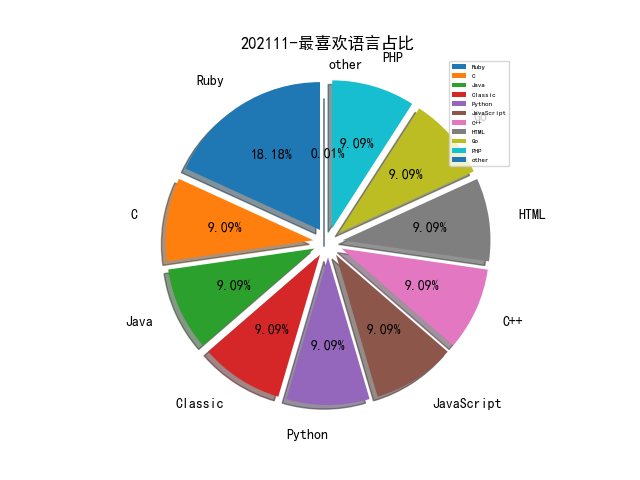 202111-最喜欢语言占比
other
PHP
Ruby
C
Java
Classic
Python
JavaScript
C++
HTML
18.18%
9.09%
9.09%
9.09%
9.09%
9.09%
9.09%
9.09%
9.09%
9.09%
0.01%
Ruby
C
Java
Classic
Python
JavaScript
C++
HTML
Go
PHP
other